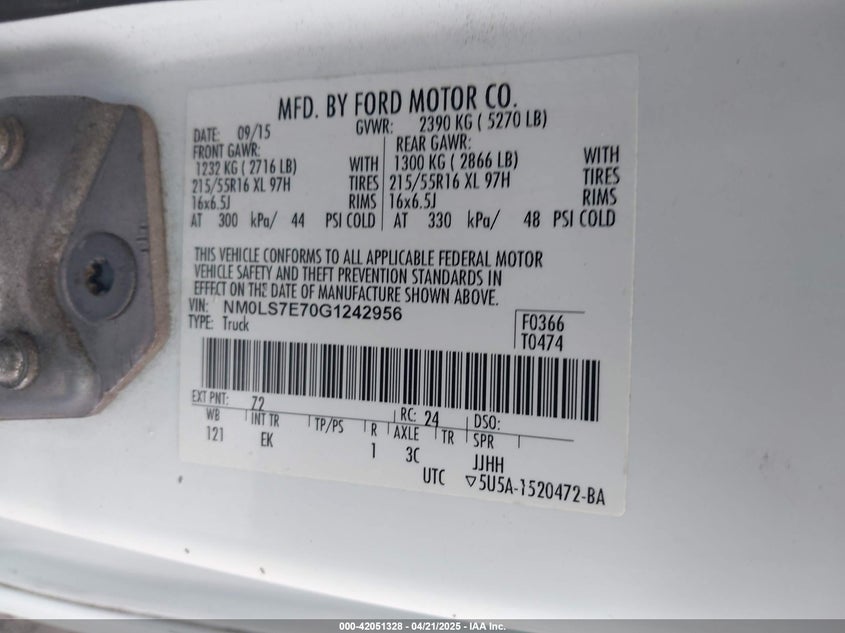 MFD. BY FORD MOTOR CO.
DATE: 09/15 GVWR: 2390 KG ( 5270 LB)
FRONT GAWR: REAR GAWR:
1232 KG ( 2716 LB) WITH 1300 KG ( 2866 LB) WITH
215/55R16 XL 97H TIRES 215/55R16 XL 97H TIRES
16x6.5J RIMS 16x6.5J RIMS
AT 300 kPa/ 44 PSI COLD AT 330 kPa/ 48 PSI COLD
THIS VEHICLE CONFORMS TO ALL APPLICABLE FEDERAL MOTOR
VEHICLE SAFETY AND THEFT PREVENTION STANDARDS IN
EFFECT ON THE DATE OF MANUFACTURE SHOWN ABOVE.
VIN: NM0LS7E70G1242956
TYPE: Truck
F0366
T0474
EXT PNT: Z2 RC: 24 DSO:
WB INT TR TP/PS R AXLE TR SPR
121 EK 1 3C JJHH
UTC ▽5U5A-1520472-BA
000-42051328 - 04/21/2025 - IAA Inc.